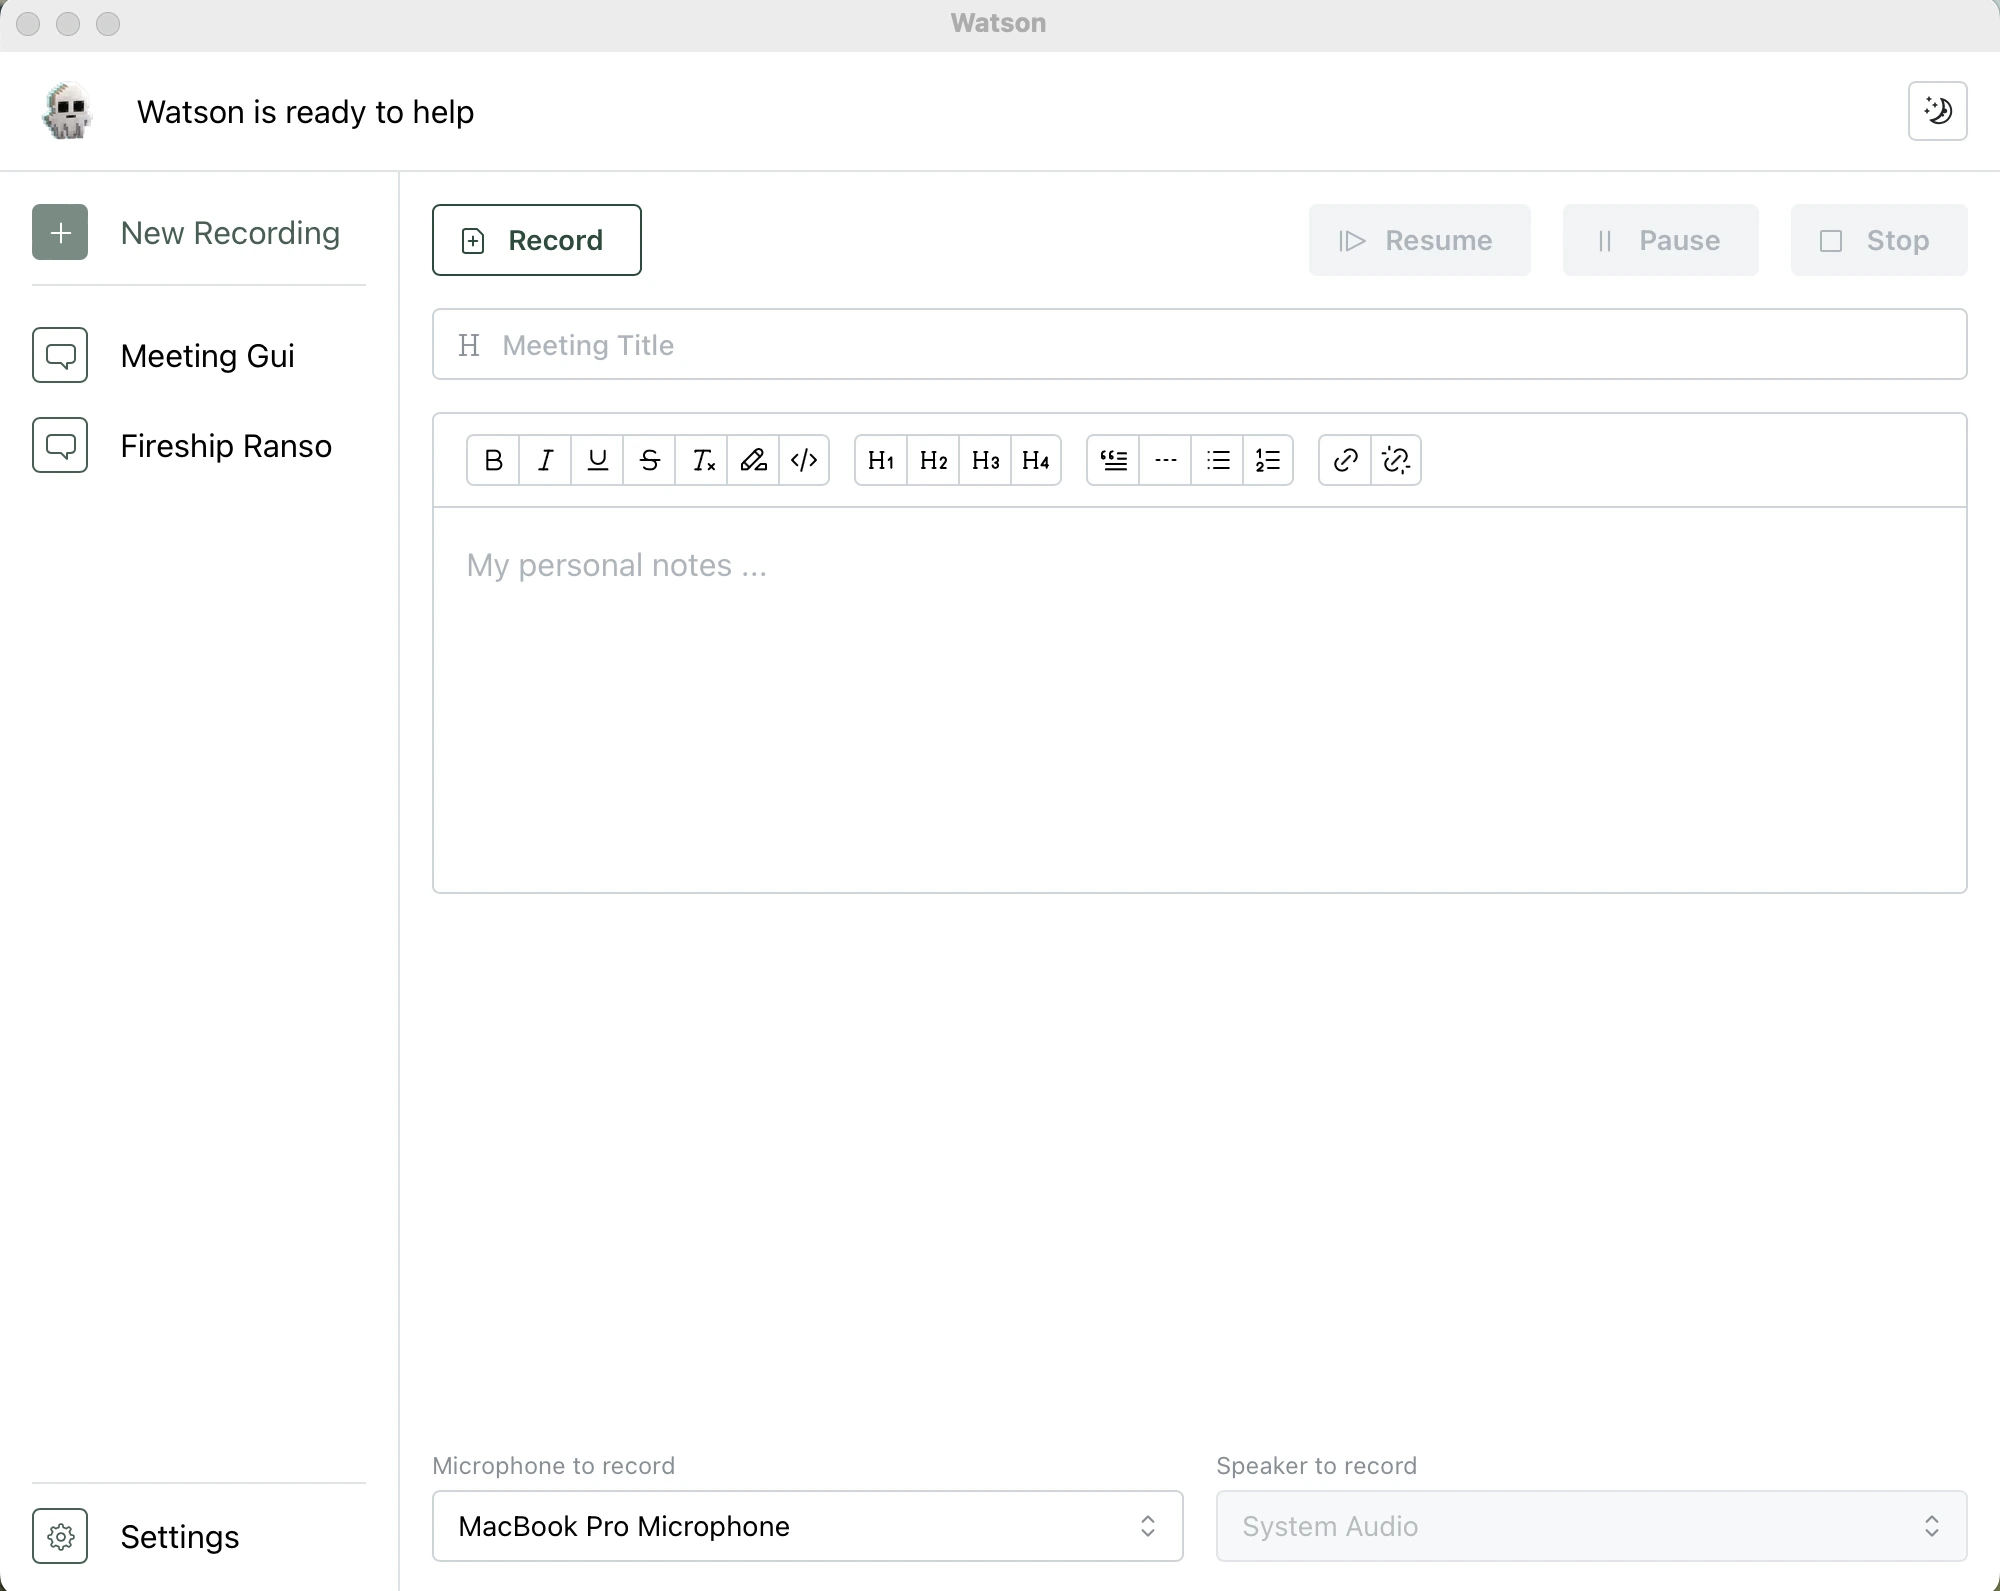 Watson
Watson is ready to help
New Recording
Meeting Gui
Fireship Ranso
Settings
Record
Resume
Pause
Stop
H Meeting Title
B I U S Tx </> H1 H2 H3 H4
My personal notes ...
Microphone to record
MacBook Pro Microphone
Speaker to record
System Audio